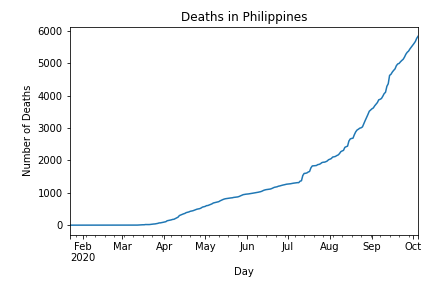 Deaths in Philippines
Number of Deaths
6000
5000
4000
3000
2000
1000
0
Feb Mar Apr May Jun Jul Aug Sep Oct
2020
Day